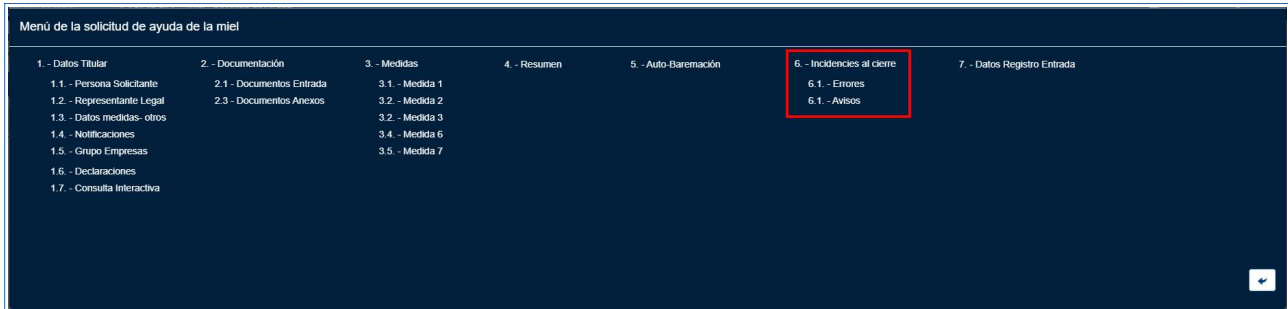 Menú de la solicitud de ayuda de la miel
1. - Datos Titular
1.1. - Persona Solicitante
1.2. - Representante Legal
1.3. - Datos medidas- otros
1.4. - Notificaciones
1.5. - Grupo Empresas
1.6. - Declaraciones
1.7. - Consulta Interactiva
2. - Documentación
2.1 - Documentos Entrada
2.3 - Documentos Anexos
3. - Medidas
3.1. - Medida 1
3.2. - Medida 2
3.2. - Medida 3
3.4. - Medida 6
3.5. - Medida 7
4. - Resumen
5. - Auto-Baremación
6. - Incidencies al cierre
6.1. - Errores
6.1. - Avisos
7. - Datos Registro Entrada